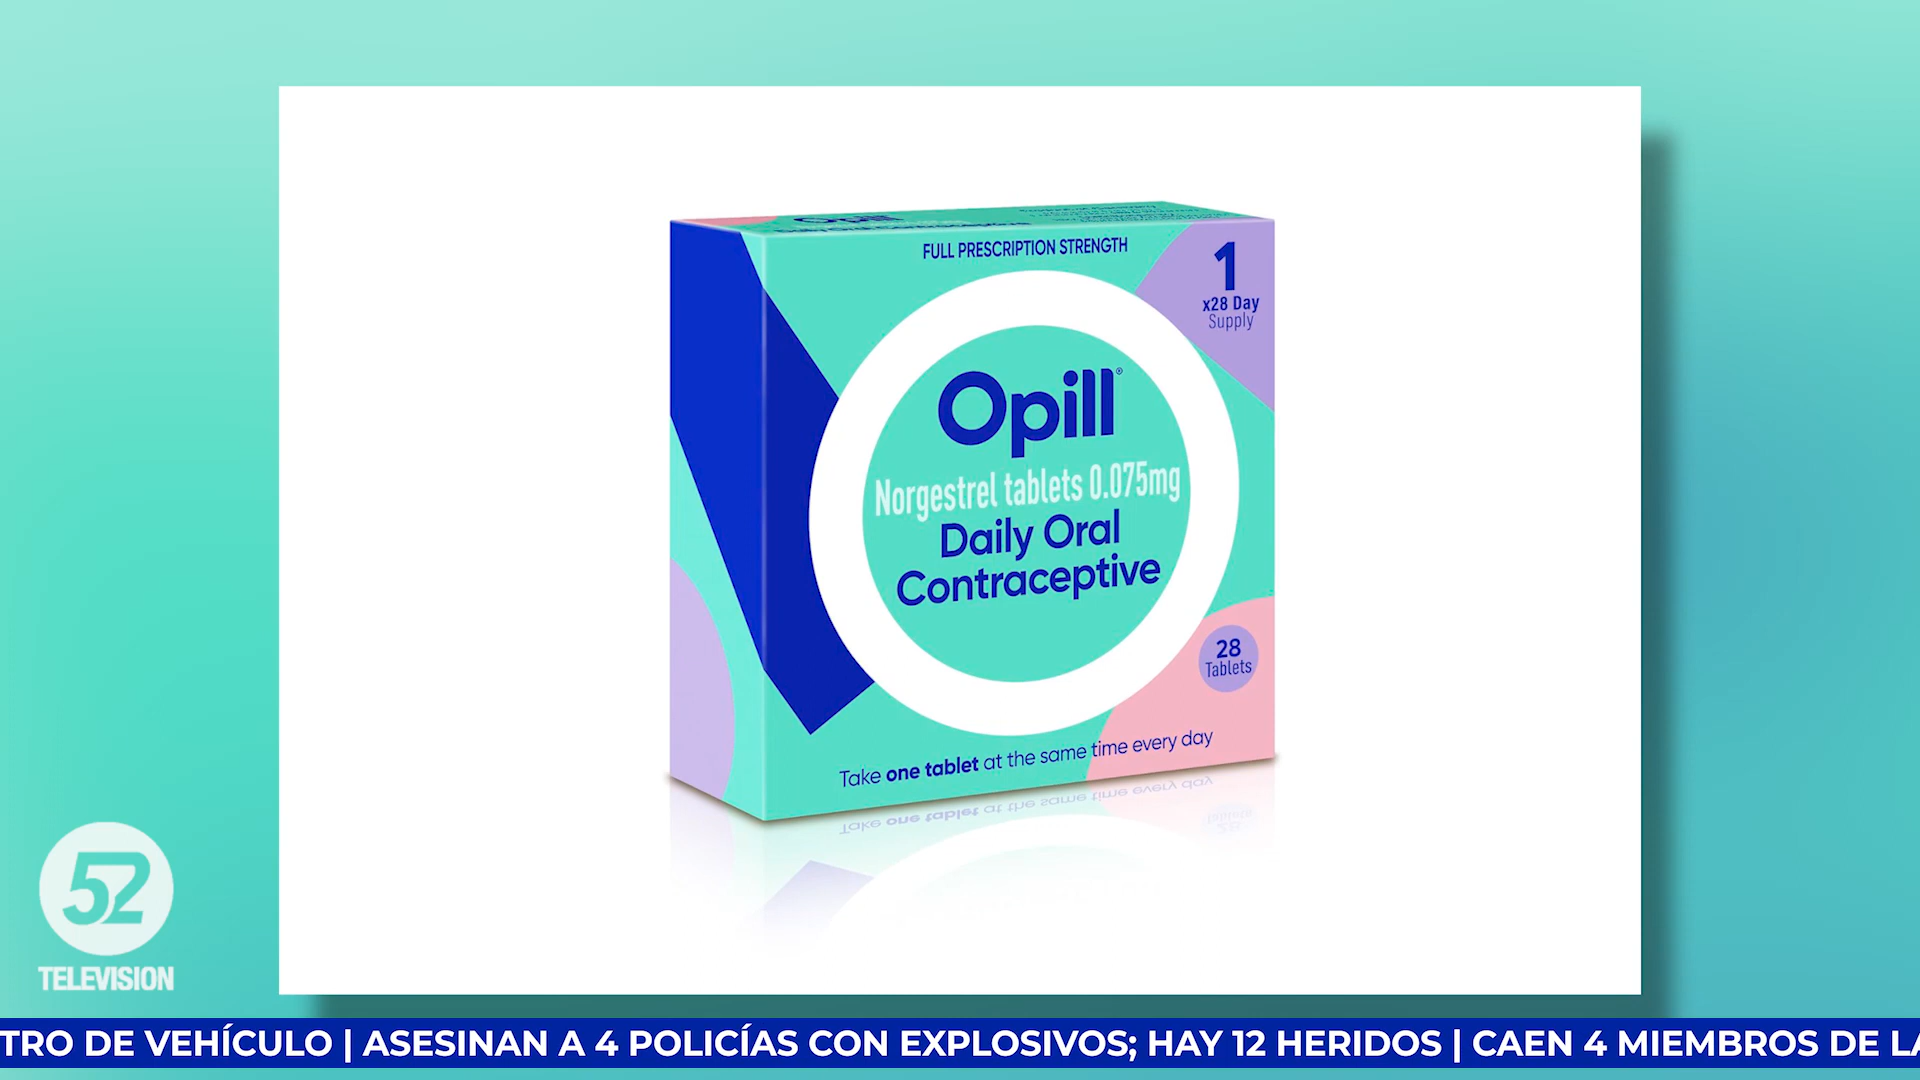 Opill
FULL PRESCRIPTION STRENGTH
1
x28 Day
Supply
Opill®
Norgestrel tablets 0.075mg
Daily Oral
Contraceptive
28
Tablets
Take one tablet at the same time every day
52
TELEVISION
TRO DE VEHÍCULO | ASESINAN A 4 POLICÍAS CON EXPLOSIVOS; HAY 12 HERIDOS | CAEN 4 MIEMBROS DE LA